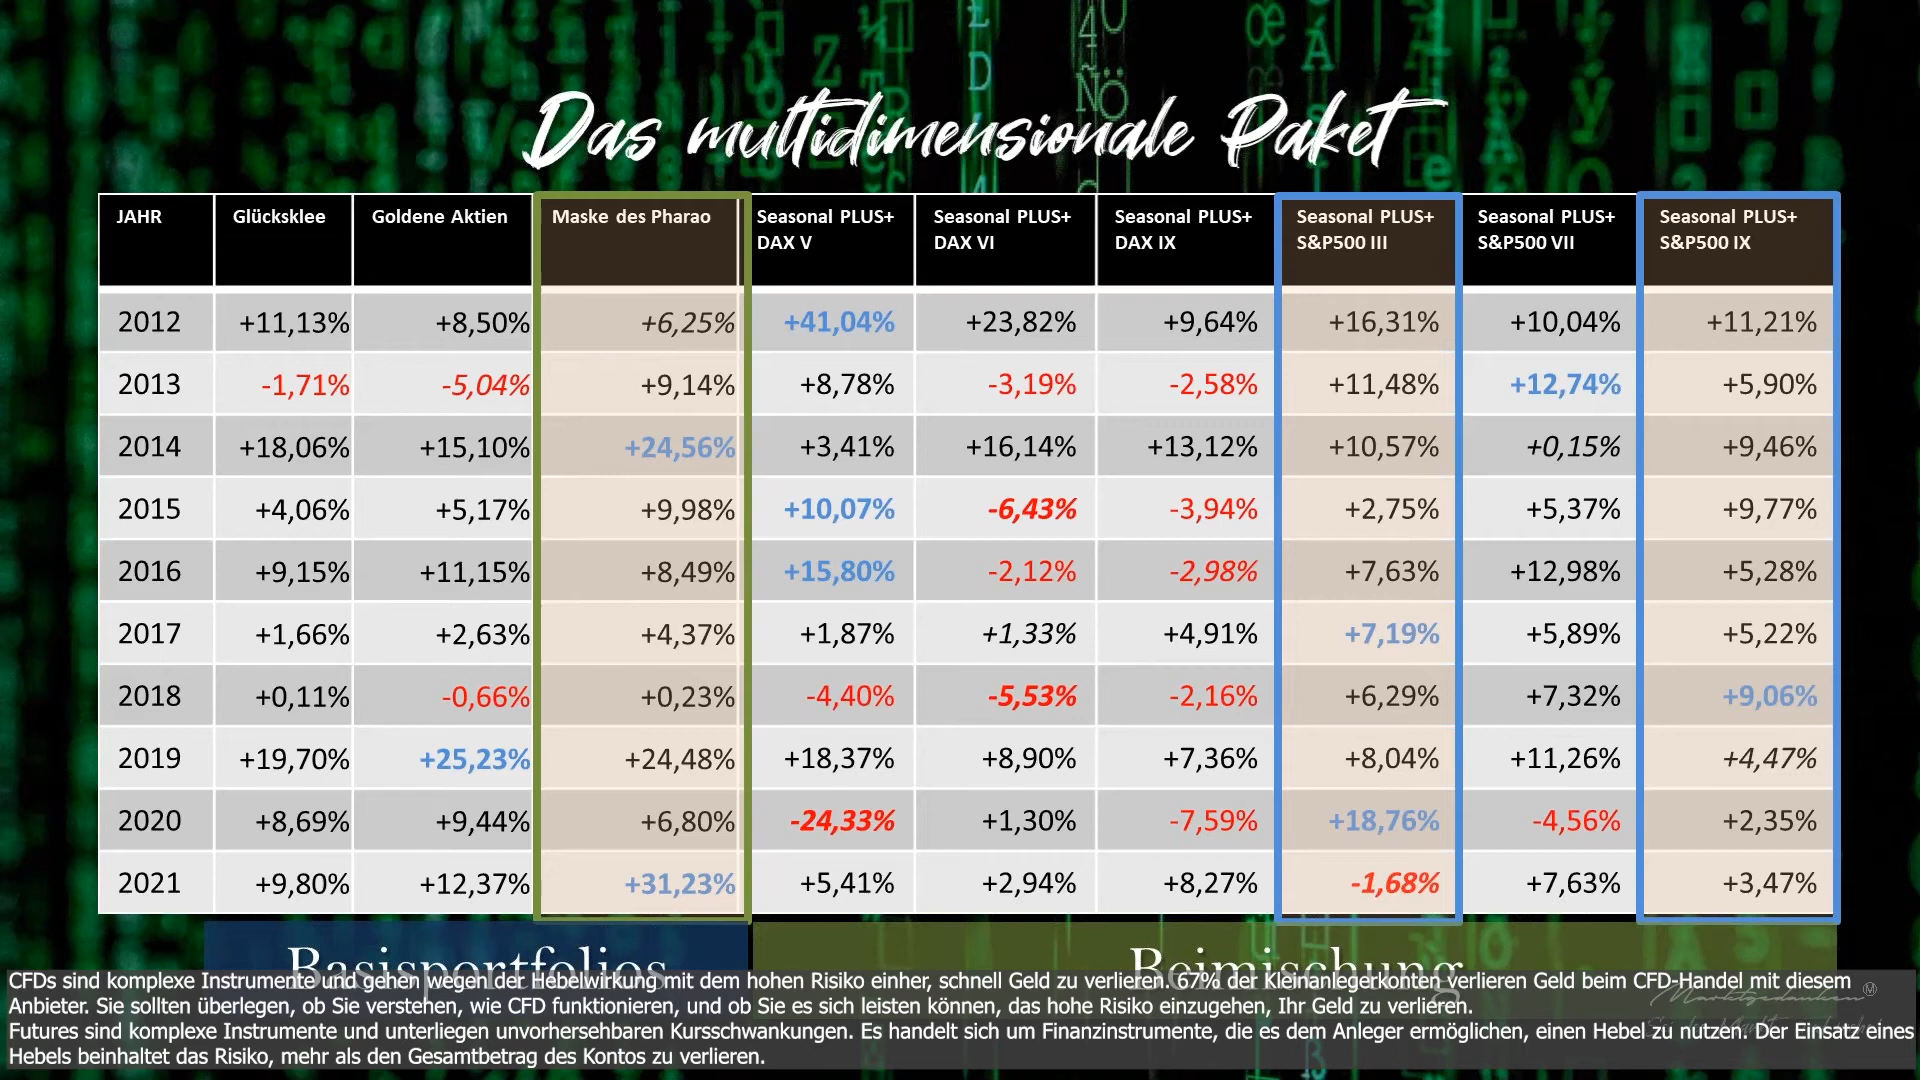 Das multidimensionale Paket
JAHR Glücksklee Goldene Aktien Maske des Pharao Seasonal PLUS+ DAX V Seasonal PLUS+ DAX VI Seasonal PLUS+ DAX IX Seasonal PLUS+ S&P500 III Seasonal PLUS+ S&P500 VII Seasonal PLUS+ S&P500 IX
2012 +11,13% +8,50% +6,25% +41,04% +23,82% +9,64% +16,31% +10,04% +11,21%
2013 -1,71% -5,04% +9,14% +8,78% -3,19% -2,58% +11,48% +12,74% +5,90%
2014 +18,06% +15,10% +24,56% +3,41% +16,14% +13,12% +10,57% +0,15% +9,46%
2015 +4,06% +5,17% +9,98% +10,07% -6,43% -3,94% +2,75% +5,37% +9,77%
2016 +9,15% +11,15% +8,49% +15,80% -2,12% -2,98% +7,63% +12,98% +5,28%
2017 +1,66% +2,63% +4,37% +1,87% +1,33% +4,91% +7,19% +5,89% +5,22%
2018 +0,11% -0,66% +0,23% -4,40% -5,53% -2,16% +6,29% +7,32% +9,06%
2019 +19,70% +25,23% +24,48% +18,37% +8,90% +7,36% +8,04% +11,26% +4,47%
2020 +8,69% +9,44% +6,80% -24,33% +1,30% -7,59% +18,76% -4,56% +2,35%
2021 +9,80% +12,37% +31,23% +5,41% +2,94% +8,27% -1,68% +7,63% +3,47%
Basisportfolios Beimischung
CFDs sind komplexe Instrumente und gehen wegen der Hebelwirkung mit dem hohen Risiko einher, schnell Geld zu verlieren. 67% der Kleinanlegerkonten verlieren Geld beim CFD-Handel mit diesem
Anbieter. Sie sollten überlegen, ob Sie verstehen, wie CFD funktionieren, und ob Sie es sich leisten können, das hohe Risiko einzugehen, Ihr Geld zu verlieren.
Futures sind komplexe Instrumente und unterliegen unvorhersehbaren Kursschwankungen. Es handelt sich um Finanzinstrumente, die es dem Anleger ermöglichen, einen Hebel zu nutzen. Der Einsatz eines
Hebels beinhaltet das Risiko, mehr als den Gesamtbetrag des Kontos zu verlieren.